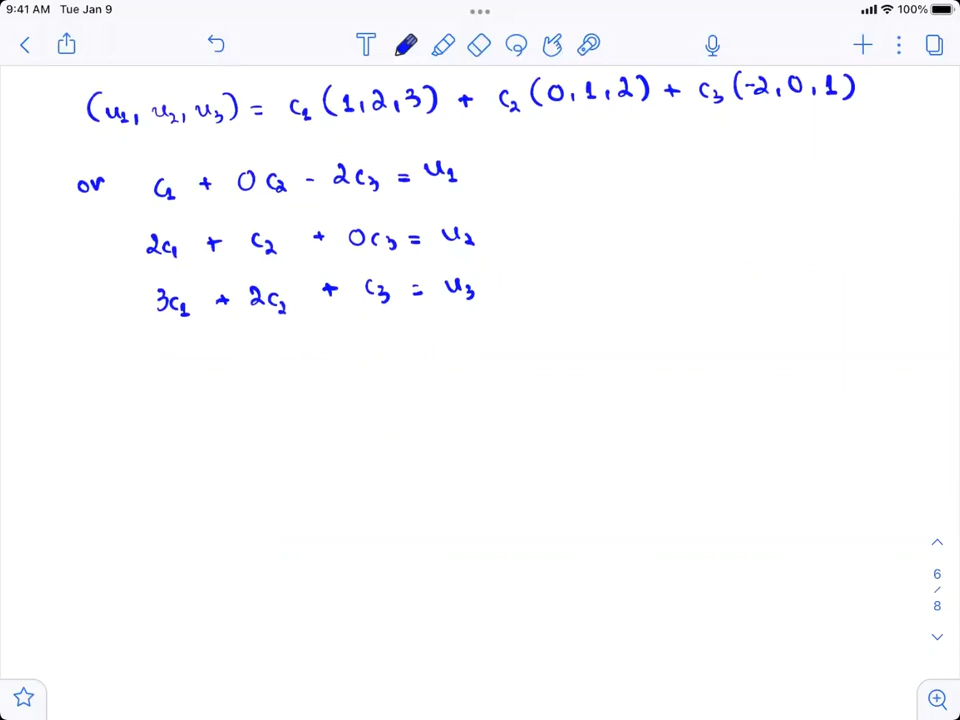 9:41 AM Tue Jan 9
100%
(u₁, u₂, u₃) = c₁(1,2,3) + c₂(0,1,2) + c₃(-2,0,1)
or c₁ + 0c₂ - 2c₃ = u₁
2c₁ + c₂ + 0c₃ = u₂
3c₁ + 2c₂ + c₃ = u₃
6
/
8